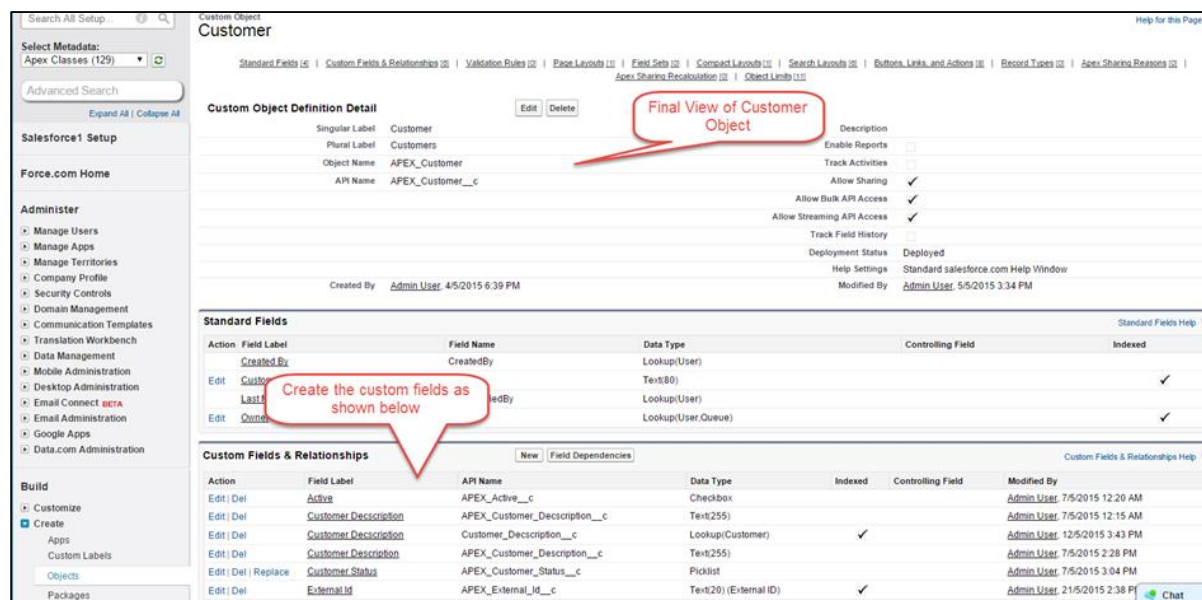 Search All Setup...
Select Metadata:
Apex Classes (129)
Advanced Search
Expand All | Collapse All
Salesforce1 Setup
Force.com Home
Administer
Manage Users
Manage Apps
Manage Territories
Company Profile
Security Controls
Domain Management
Communication Templates
Translation Workbench
Data Management
Mobile Administration
Desktop Administration
Email Connect BETA
Email Administration
Google Apps
Data.com Administration
Build
Customize
Create
Apps
Custom Labels
Objects
Packages
Custom Object
Customer
Help for this Page
Standard Fields [4] | Custom Fields & Relationships | Validation Rules | Page Layouts [1] | Field Sets | Compact Layouts [1] | Search Layouts | Buttons, Links, and Actions | Record Types | Apex Sharing Reasons |
Apex Sharing Recalculation | Object Limits [11]
Custom Object Definition Detail Edit Delete
Final View of Customer
Object
Singular Label Customer Description
Plural Label Customers Enable Reports
Object Name APEX_Customer Track Activities
API Name APEX_Customer__c Allow Sharing
Allow Bulk API Access
Allow Streaming API Access
Track Field History
Deployment Status Deployed
Help Settings Standard salesforce.com Help Window
Created By Admin User, 4/5/2015 6:39 PM Modified By Admin User, 5/5/2015 3:34 PM
Standard Fields Standard Fields Help
Action Field Label Field Name Data Type Controlling Field Indexed
Created By CreatedBy Lookup(User)
Edit Text(80)
Lookup(User)
Edit Owner Lookup(User,Queue)
Create the custom fields as
shown below
Custom Fields & Relationships New Field Dependencies Custom Fields & Relationships Help
Action Field Label API Name Data Type Indexed Controlling Field Modified By
Edit | Del Active APEX_Active__c Checkbox Admin User, 7/5/2015 12:20 AM
Edit | Del Customer Decscription APEX_Customer_Decscription__c Text(255) Admin User, 7/5/2015 12:15 AM
Edit | Del Customer Decscription Customer_Decscription__c Lookup(Customer) Admin User, 12/5/2015 3:43 PM
Edit | Del Customer Description APEX_Customer_Description__c Text(255) Admin User, 7/5/2015 2:28 PM
Edit | Del | Replace Customer Status APEX_Customer_Status__c Picklist Admin User, 7/5/2015 3:04 PM
Edit | Del External Id APEX_External_Id__c Text(20) (External ID) Admin User, 21/5/2015 2:38
Chat